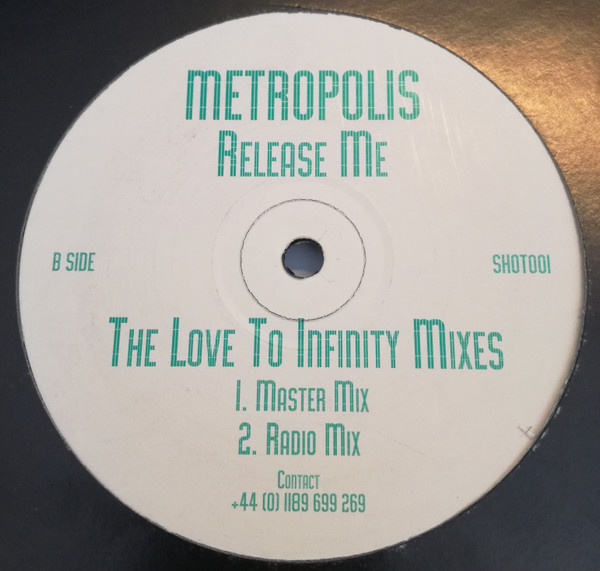 METROPOLIS
RELEASE ME
B SIDE
SHOT001
THE LOVE TO INFINITY MIXES
1. MASTER MIX
2. RADIO MIX
CONTACT
+44 (0) 1189 699 269